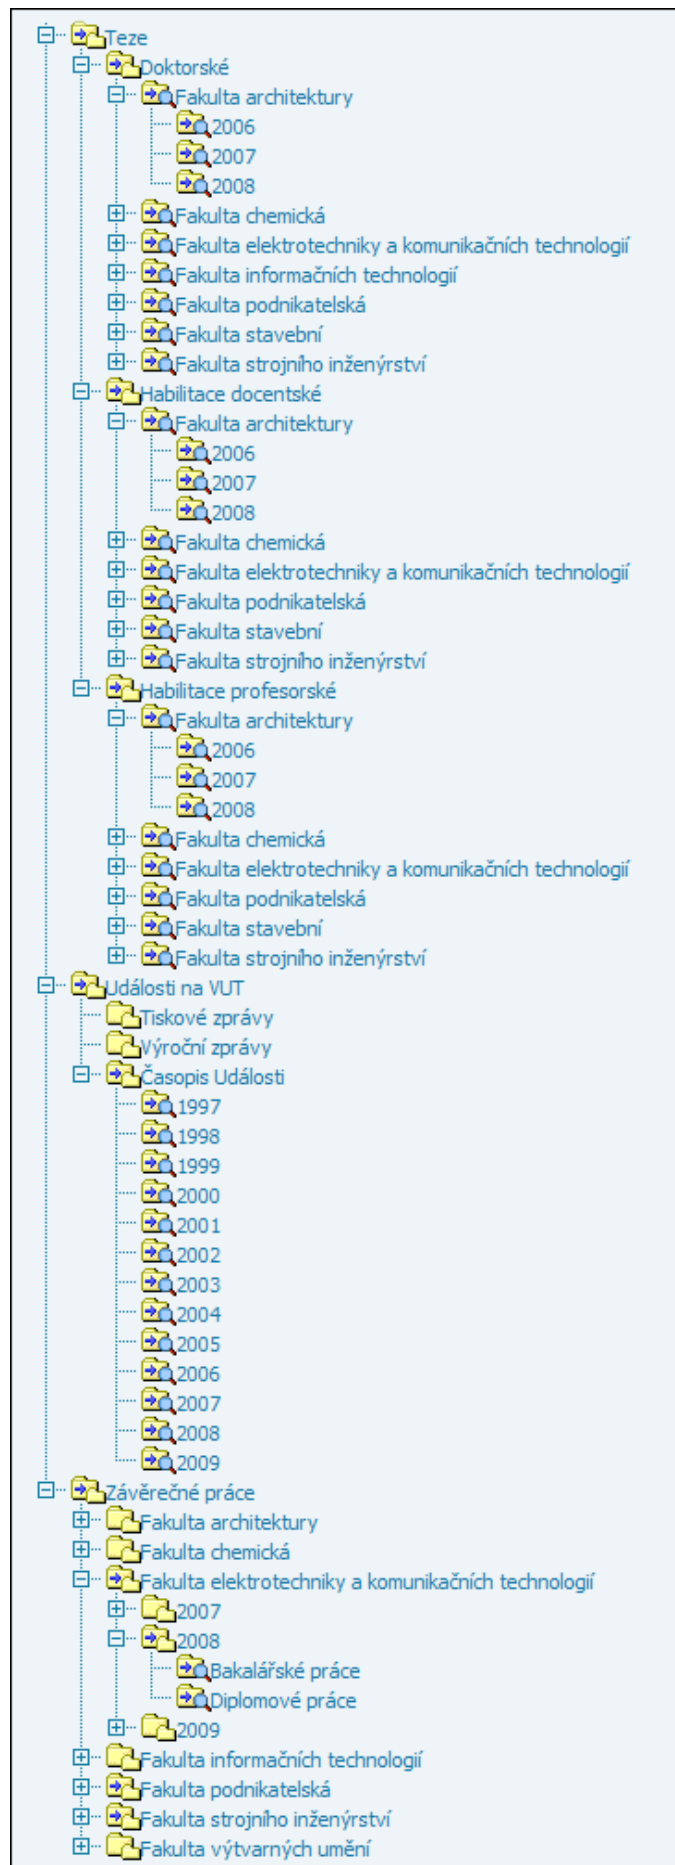 Teze
Doktorské
Fakulta architektury
2006
2007
2008
Fakulta chemická
Fakulta elektrotechniky a komunikačních technologií
Fakulta informačních technologií
Fakulta podnikatelská
Fakulta stavební
Fakulta strojního inženýrství
Habilitace docentské
Fakulta architektury
2006
2007
2008
Fakulta chemická
Fakulta elektrotechniky a komunikačních technologií
Fakulta podnikatelská
Fakulta stavební
Fakulta strojního inženýrství
Habilitace profesorské
Fakulta architektury
2006
2007
2008
Fakulta chemická
Fakulta elektrotechniky a komunikačních technologií
Fakulta podnikatelská
Fakulta stavební
Fakulta strojního inženýrství
Události na VUT
Tiskové zprávy
Výroční zprávy
Časopis Události
1997
1998
1999
2000
2001
2002
2003
2004
2005
2006
2007
2008
2009
Závěrečné práce
Fakulta architektury
Fakulta chemická
Fakulta elektrotechniky a komunikačních technologií
2007
2008
Bakalářské práce
Diplomové práce
2009
Fakulta informačních technologií
Fakulta podnikatelská
Fakulta strojního inženýrství
Fakulta výtvarných umění